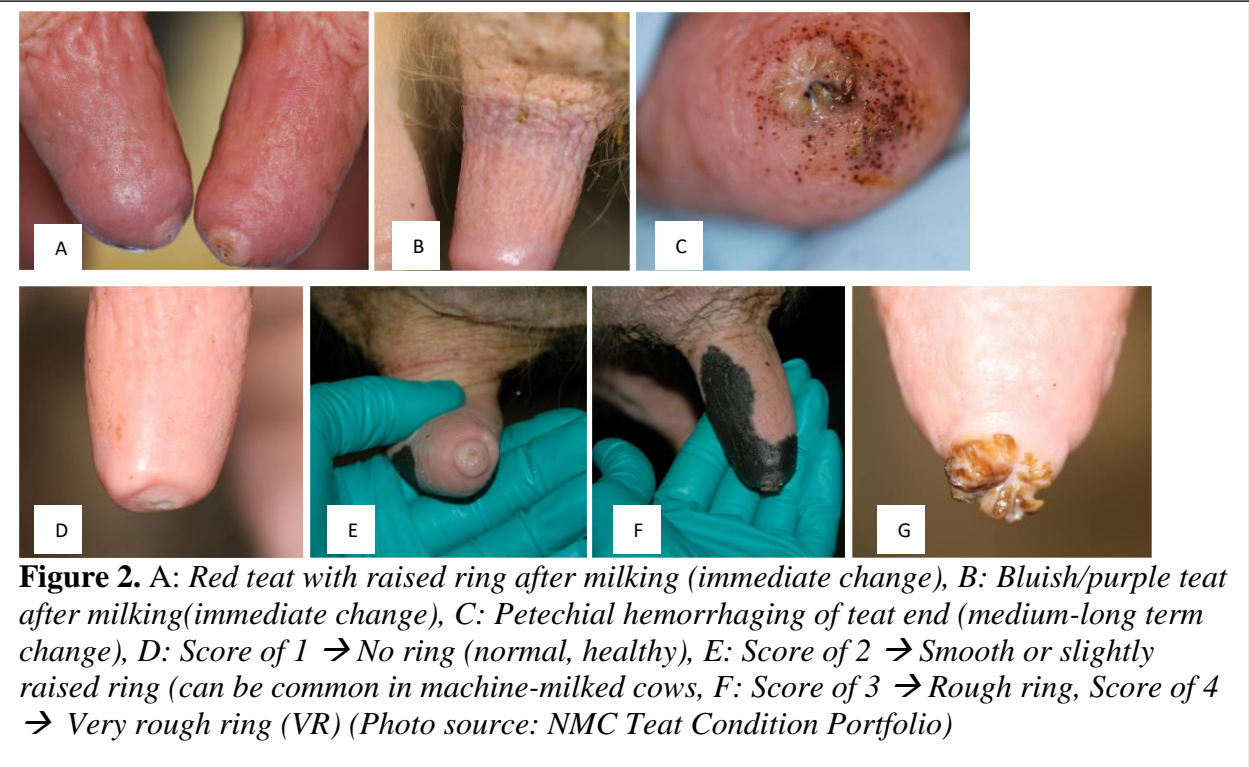 A
B
C
D
E
F
G
Figure 2. A: Red teat with raised ring after milking (immediate change), B: Bluish/purple teat
after milking(immediate change), C: Petechial hemorrhaging of teat end (medium-long term
change), D: Score of 1 → No ring (normal, healthy), E: Score of 2 → Smooth or slightly
raised ring (can be common in machine-milked cows, F: Score of 3 → Rough ring, Score of 4
→ Very rough ring (VR) (Photo source: NMC Teat Condition Portfolio)